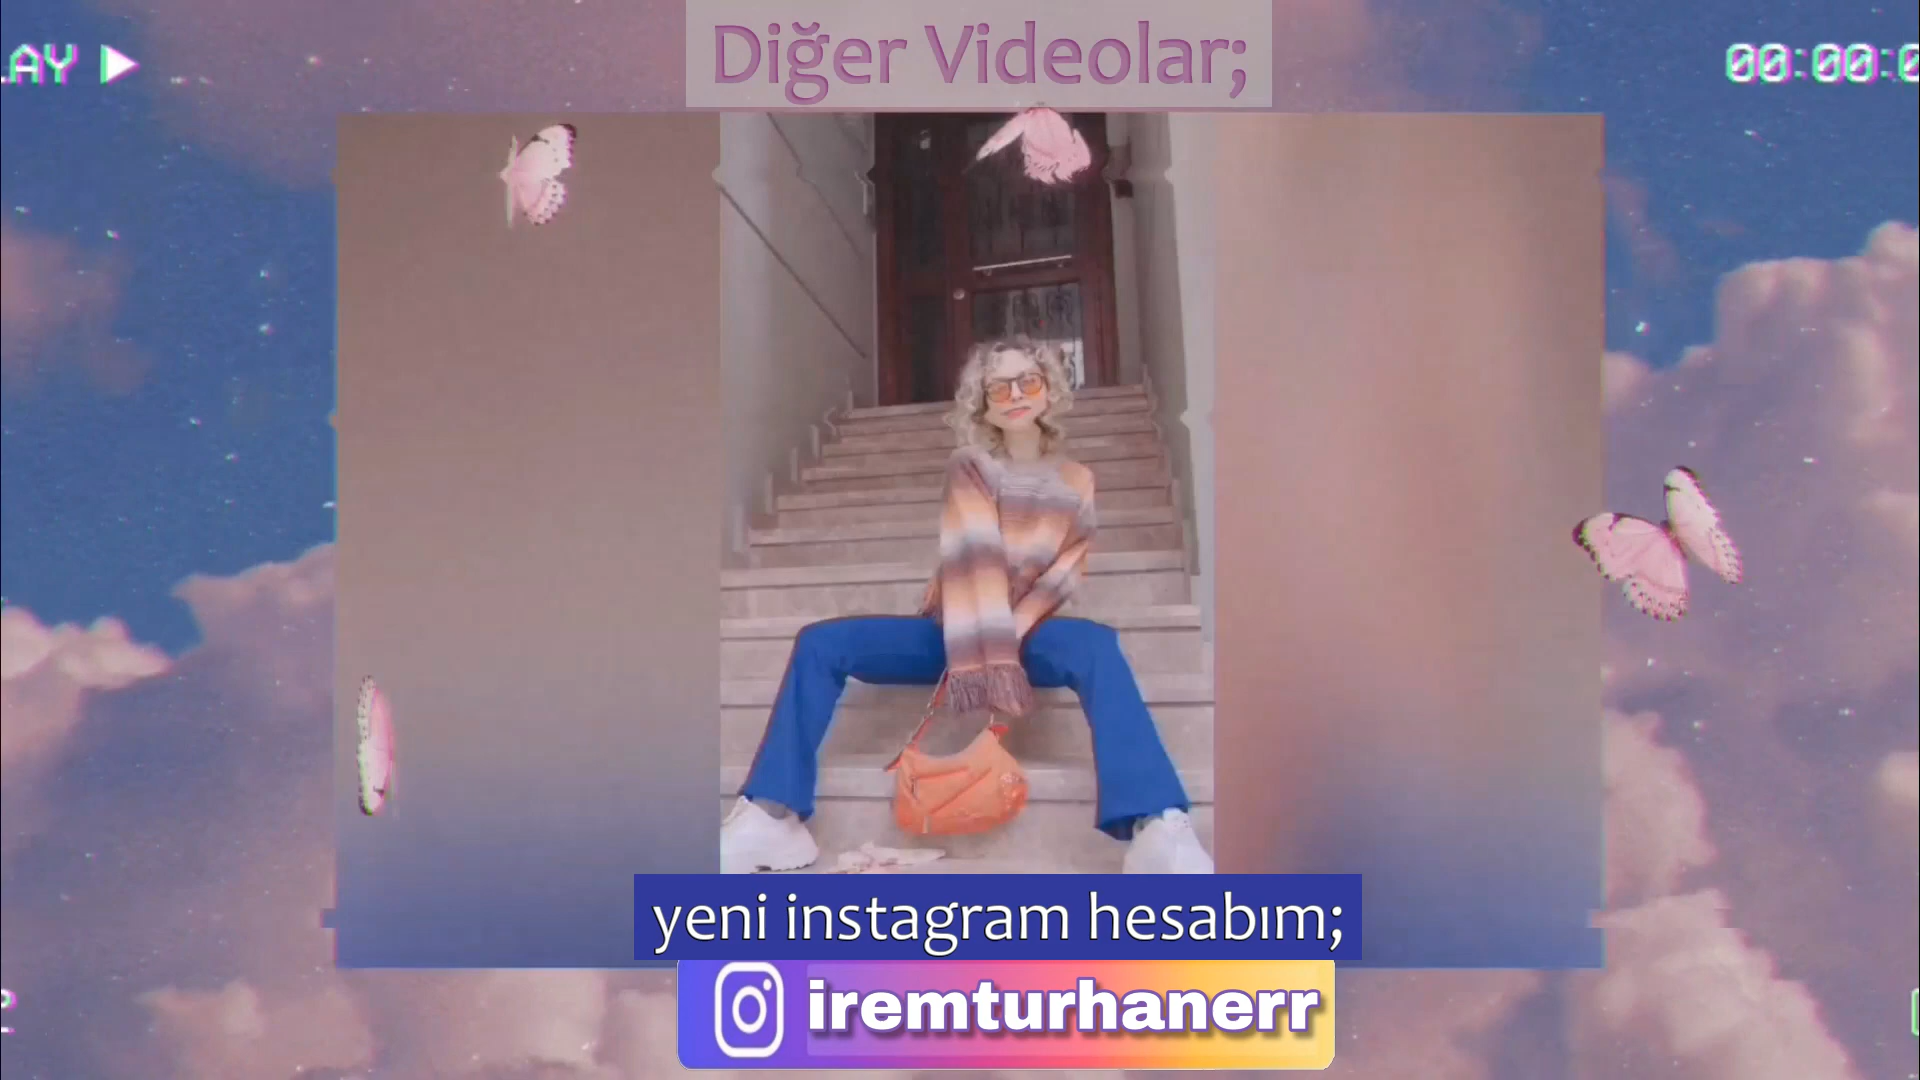 Diğer Videolar;
AY
00:00:0
yeni instagram hesabım;
iremturhanerr